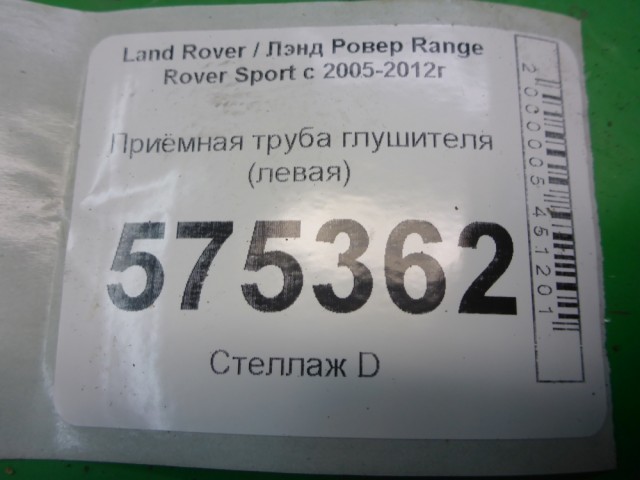 Land Rover / Лэнд Ровер Range
Rover Sport с 2005-2012г
Приёмная труба глушителя
(левая)
575362
Стеллаж D
2000005451201